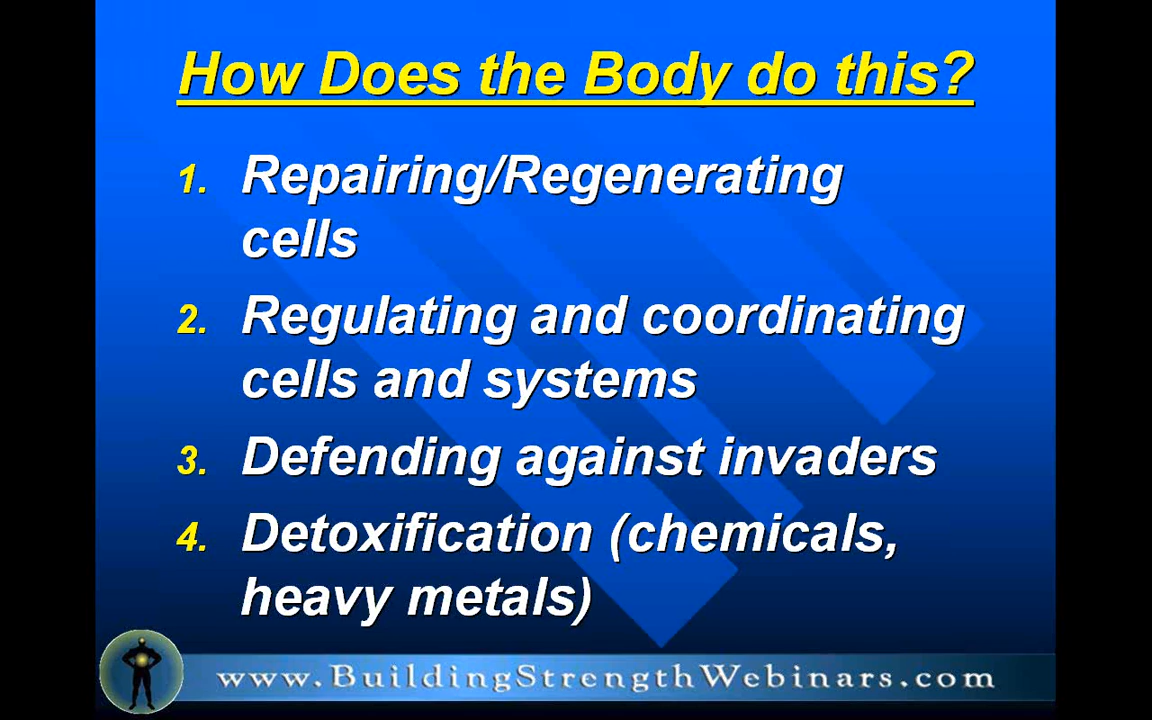 How Does the Body do this?
1. Repairing/Regenerating
cells
2. Regulating and coordinating
cells and systems
3. Defending against invaders
4. Detoxification (chemicals,
heavy metals)
www.BuildingStrengthWebinars.com